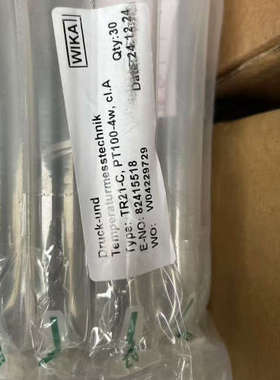 WIKA
Qty:30
Date: 24.12.24
Druck-und
Temperaturmesstechnik
Type: TR21-C, PT100-4w, cl.A
E-NO: 82415518
WO: W04229729